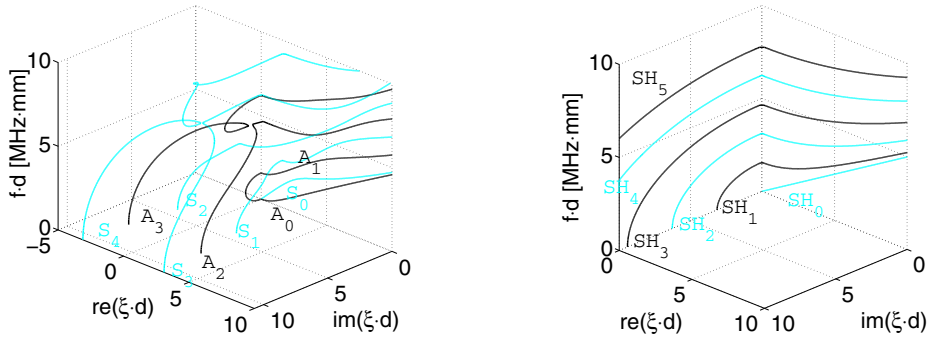 10
5
0
−5
f·d [MHz·mm]
0
5
10
re(ξ·d)
10
5
0
im(ξ·d)
S₄
A₃
S₂
S₃
A₂
S₁
A₀
S₀
A₁
10
5
0
f·d [MHz·mm]
0
5
10
re(ξ·d)
10
5
0
im(ξ·d)
SH₅
SH₄
SH₃
SH₂
SH₁
SH₀